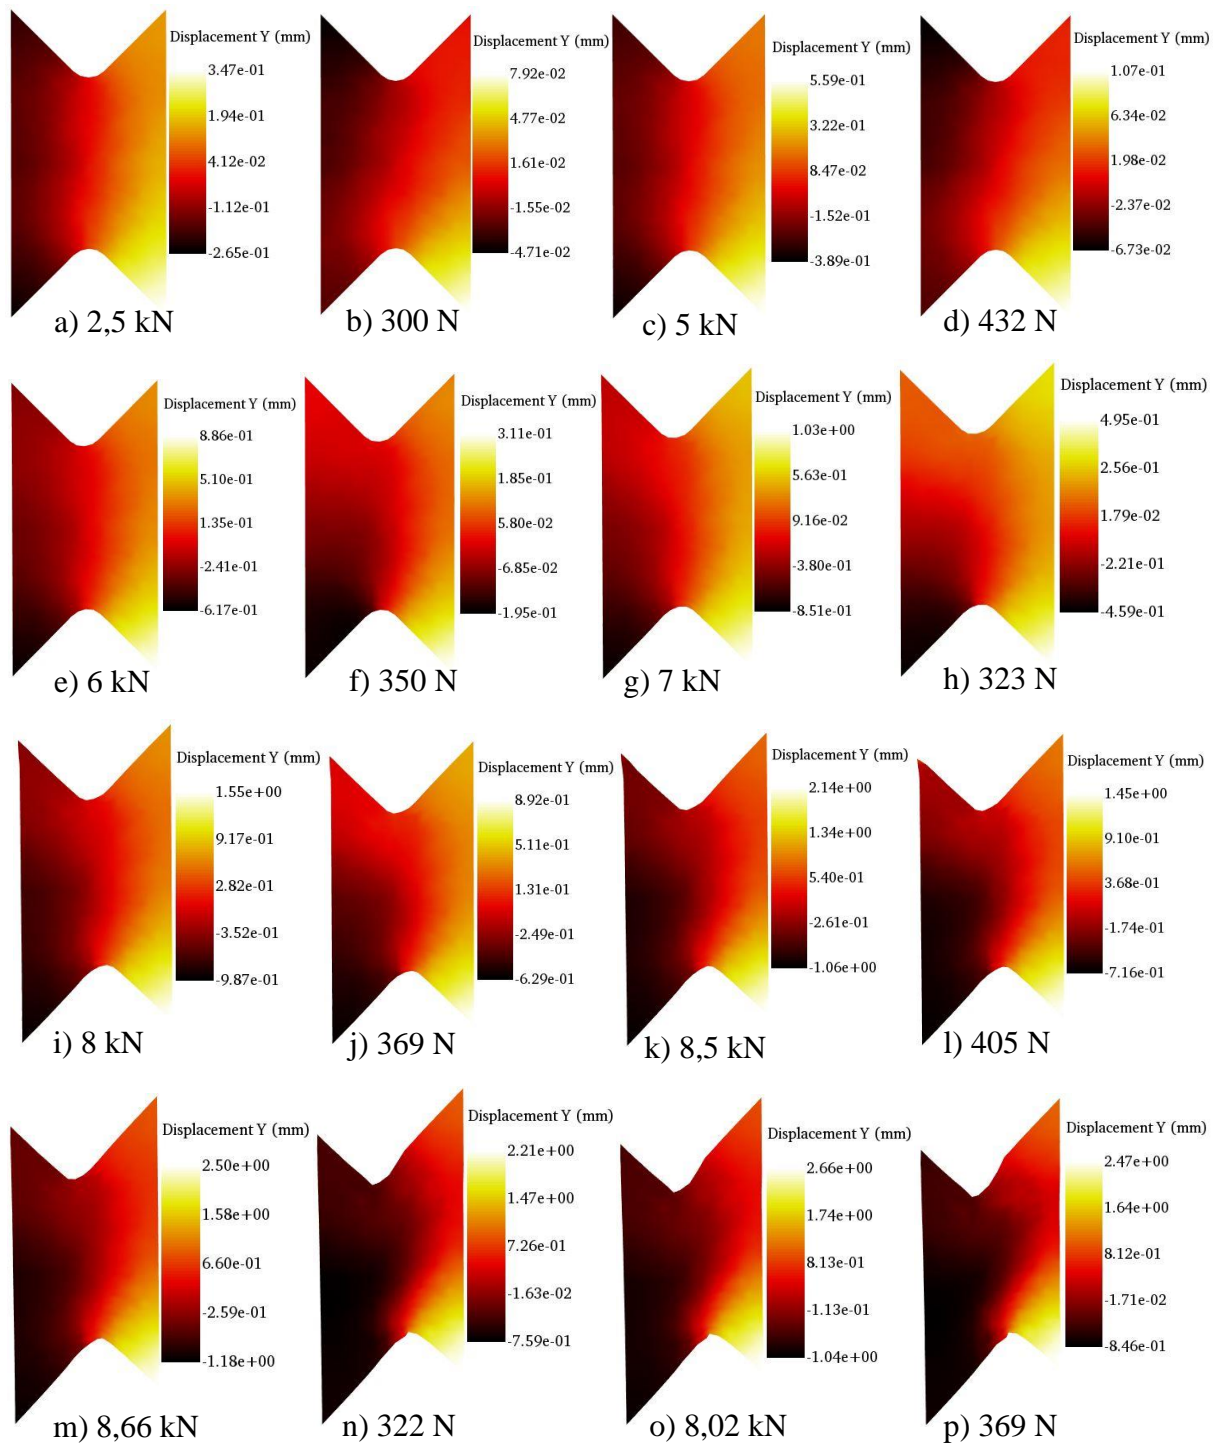 Displacement Y (mm)
3.47e-01
1.94e-01
4.12e-02
-1.12e-01
-2.65e-01
a) 2,5 kN
Displacement Y (mm)
7.92e-02
4.77e-02
1.61e-02
-1.55e-02
-4.71e-02
b) 300 N
Displacement Y (mm)
5.59e-01
3.22e-01
8.47e-02
-1.52e-01
-3.89e-01
c) 5 kN
Displacement Y (mm)
1.07e-01
6.34e-02
1.98e-02
-2.37e-02
-6.73e-02
d) 432 N
Displacement Y (mm)
8.86e-01
5.10e-01
1.35e-01
-2.41e-01
-6.17e-01
e) 6 kN
Displacement Y (mm)
3.11e-01
1.85e-01
5.80e-02
-6.85e-02
-1.95e-01
f) 350 N
Displacement Y (mm)
1.03e+00
5.63e-01
9.16e-02
-3.80e-01
-8.51e-01
g) 7 kN
Displacement Y (mm)
4.95e-01
2.56e-01
1.79e-02
-2.21e-01
-4.59e-01
h) 323 N
Displacement Y (mm)
1.55e+00
9.17e-01
2.82e-01
-3.52e-01
-9.87e-01
i) 8 kN
Displacement Y (mm)
8.92e-01
5.11e-01
1.31e-01
-2.49e-01
-6.29e-01
j) 369 N
Displacement Y (mm)
2.14e+00
1.34e+00
5.40e-01
-2.61e-01
-1.06e+00
k) 8,5 kN
Displacement Y (mm)
1.45e+00
9.10e-01
3.68e-01
-1.74e-01
-7.16e-01
l) 405 N
Displacement Y (mm)
2.50e+00
1.58e+00
6.60e-01
-2.59e-01
-1.18e+00
m) 8,66 kN
Displacement Y (mm)
2.21e+00
1.47e+00
7.26e-01
-1.63e-02
-7.59e-01
n) 322 N
Displacement Y (mm)
2.66e+00
1.74e+00
8.13e-01
-1.13e-01
-1.04e+00
o) 8,02 kN
Displacement Y (mm)
2.47e+00
1.64e+00
8.12e-01
-1.71e-02
-8.46e-01
p) 369 N